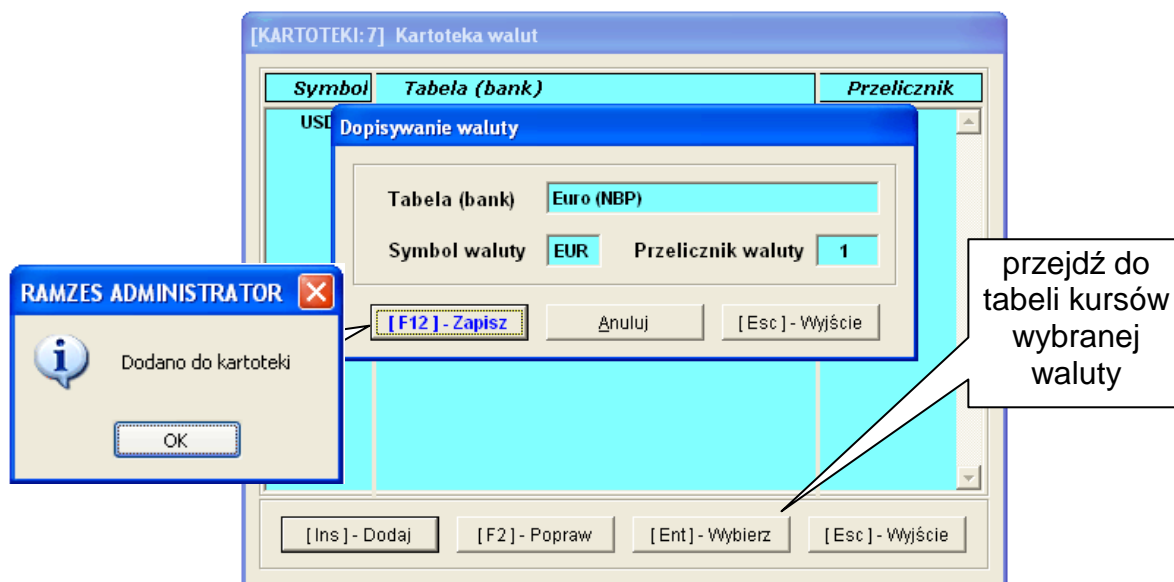 [KARTOTEKI:7] Kartoteka walut
Symbol Tabela (bank) Przelicznik
USD
Dopisywanie waluty
Tabela (bank) Euro (NBP)
Symbol waluty EUR Przelicznik waluty 1
[F12] - Zapisz Anuluj [Esc] - Wyjście
RAMZES ADMINISTRATOR
Dodano do kartoteki
OK
przejdź do
tabeli kursów
wybranej
waluty
[Ins] - Dodaj [F2] - Popraw [Ent] - Wybierz [Esc] - Wyjście